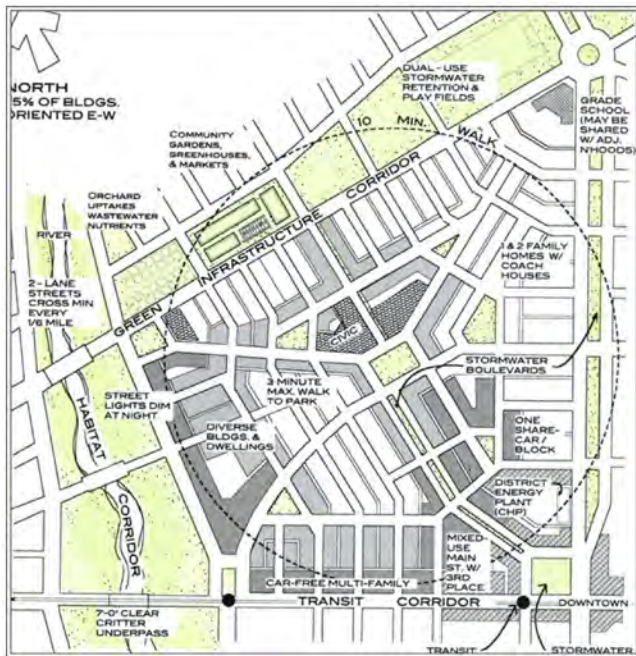 NORTH
5% OF BLDGS.
ORIENTED E-W
DUAL-USE
STORMWATER
RETENTION &
PLAY FIELDS
GRADE
SCHOOL
(MAY BE
SHARED
W/ ADJ.
N'HOODS)
COMMUNITY
GARDENS,
GREENHOUSES,
& MARKETS
10 MIN. WALK
ORCHARD
UPTAKES
WASTEWATER
NUTRIENTS
RIVER
2-LANE
STREETS
CROSS MIN
EVERY
1/6 MILE
GREEN INFRASTRUCTURE CORRIDOR
1 & 2 FAMILY
HOMES W/
COACH
HOUSES
CIVIC
STORMWATER
BOULEVARDS
STREET
LIGHTS DIM
AT NIGHT
3 MINUTE
MAX. WALK
TO PARK
HABITAT CORRIDOR
DIVERSE
BLDGS. &
DWELLINGS
ONE
SHARE-
CAR /
BLOCK
DISTRICT
ENERGY
PLANT
(CHP)
MIXED-
USE MAIN
ST. W/
3RD
PLACE
CAR-FREE MULTI-FAMILY
TRANSIT CORRIDOR
DOWNTOWN
7'-0" CLEAR
CRITTER
UNDERPASS
TRANSIT
STORMWATER